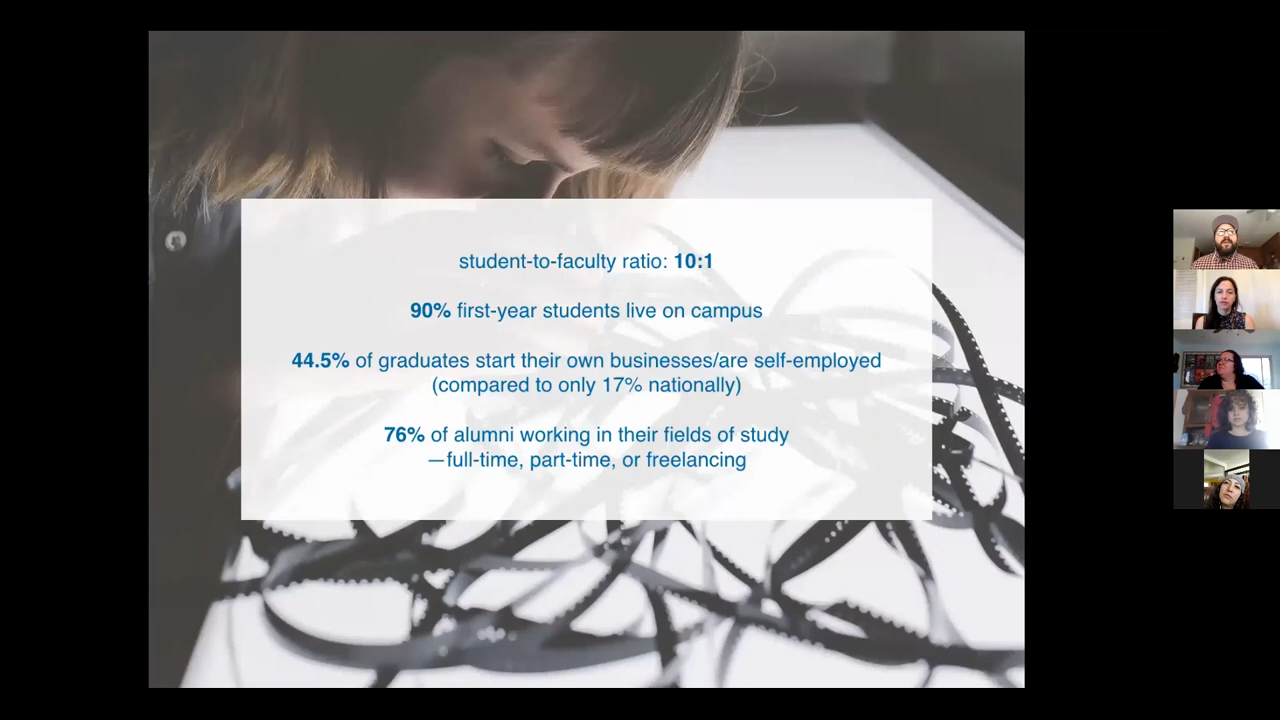 student-to-faculty ratio: 10:1
90% first-year students live on campus
44.5% of graduates start their own businesses/are self-employed
(compared to only 17% nationally)
76% of alumni working in their fields of study
—full-time, part-time, or freelancing